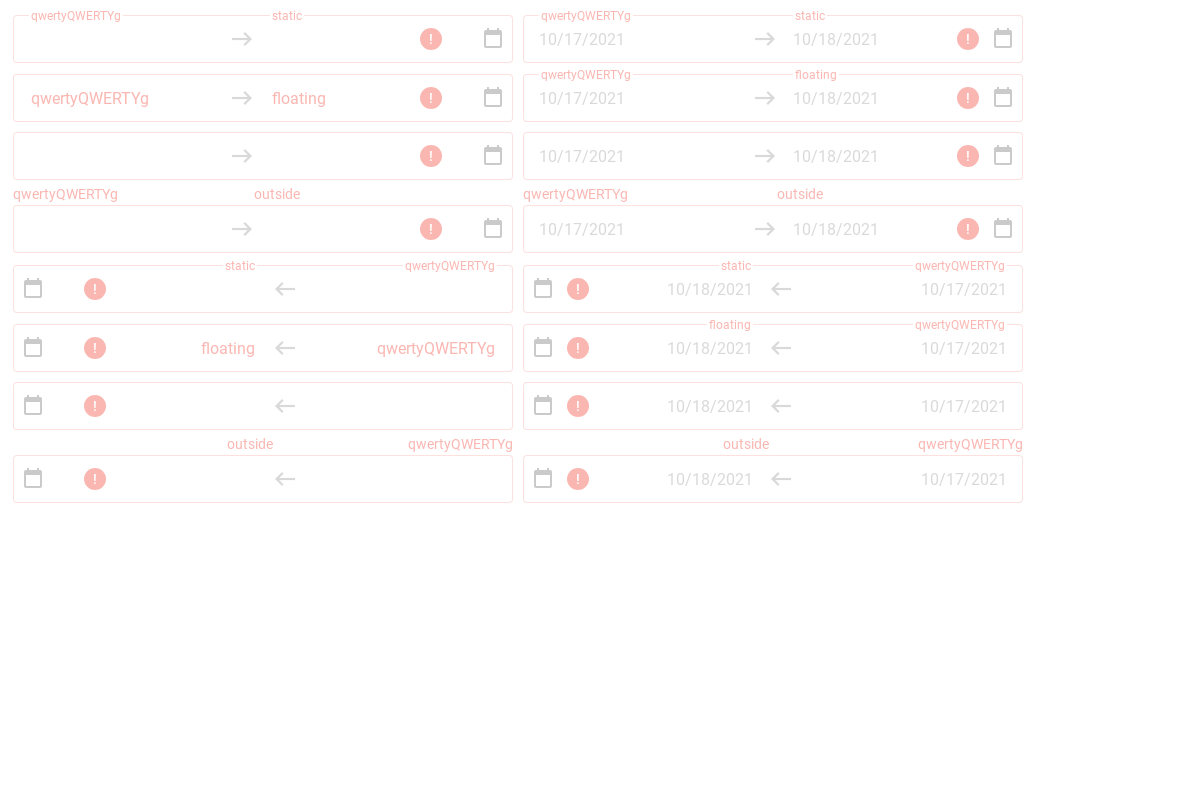 qwertyQWERTYg static qwertyQWERTYg static
! 10/17/2021 10/18/2021 !
qwertyQWERTYg floating
qwertyQWERTYg floating ! 10/17/2021 10/18/2021 !
! 10/17/2021 10/18/2021 !
qwertyQWERTYg outside qwertyQWERTYg outside
! 10/17/2021 10/18/2021 !
static qwertyQWERTYg static qwertyQWERTYg
! ! 10/18/2021 10/17/2021
floating qwertyQWERTYg
! floating qwertyQWERTYg ! 10/18/2021 10/17/2021
! ! 10/18/2021 10/17/2021
outside qwertyQWERTYg outside qwertyQWERTYg
! ! 10/18/2021 10/17/2021